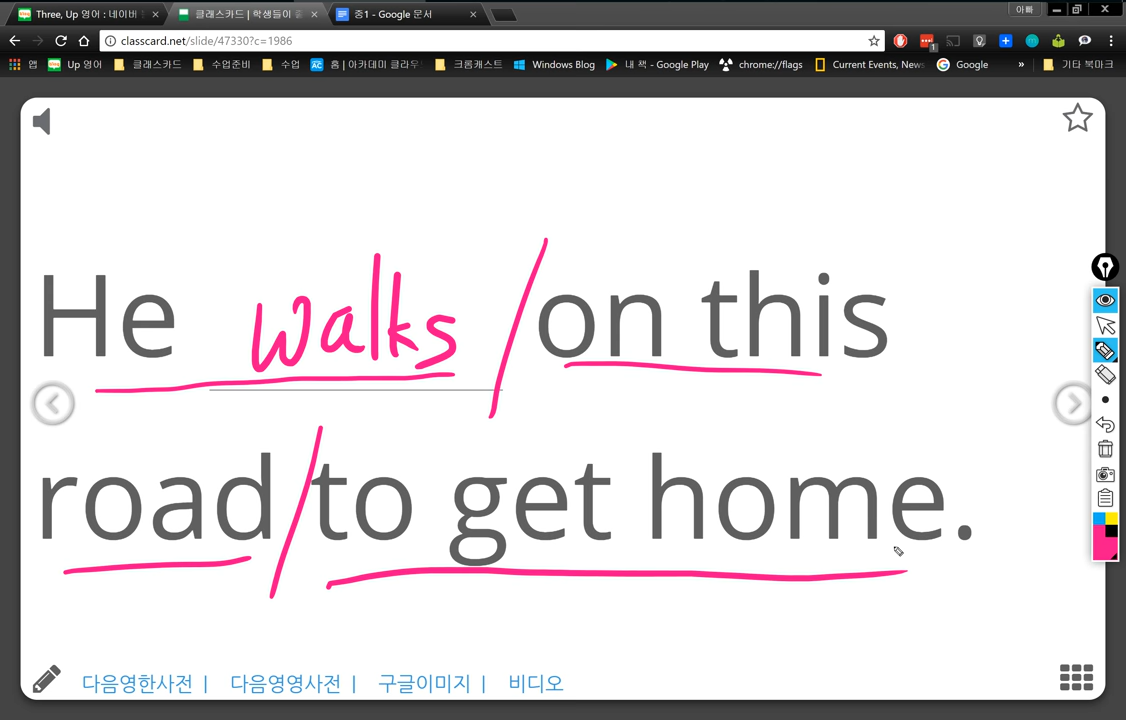 Three, Up 영어 : 네이버
클래스카드 | 학생들이 즐
중1 - Google 문서
아빠
classcard.net/slide/47330?c=1986
1
앱
Up 영어
클래스카드
수업준비
수업
홈 | 아카데미 클라우
크롬캐스트
Windows Blog
내 책 - Google Play
chrome://flags
Current Events, News
Google
»
기타 북마크
He walks / on this
road / to get home.
다음영한사전 | 다음영영사전 | 구글이미지 | 비디오